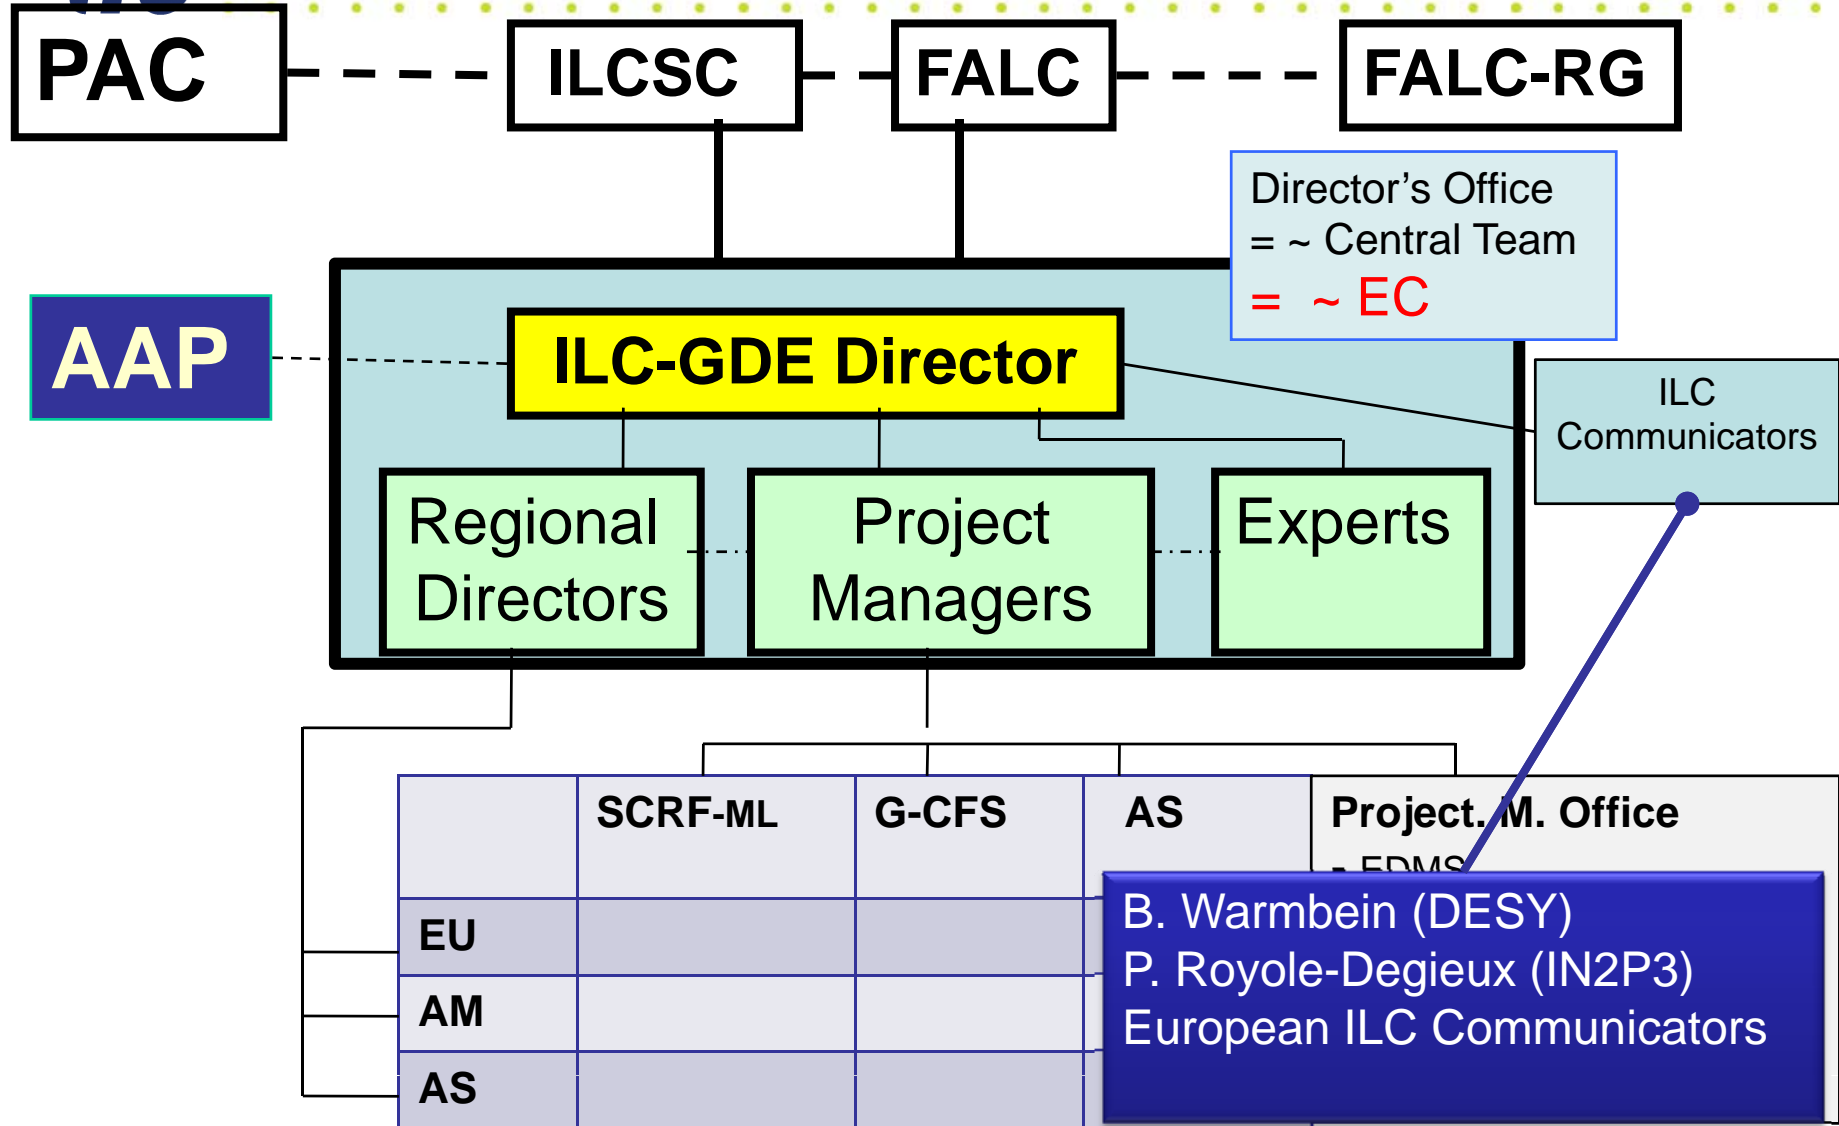 PAC
ILCSC
FALC
FALC-RG
Director’s Office
= ~ Central Team
= ~ EC
AAP
ILC-GDE Director
ILC
Communicators
Regional
Directors
Project
Managers
Experts
SCRF-ML
G-CFS
AS
Project. M. Office
- EDMS
EU
AM
AS
B. Warmbein (DESY)
P. Royole-Degieux (IN2P3)
European ILC Communicators